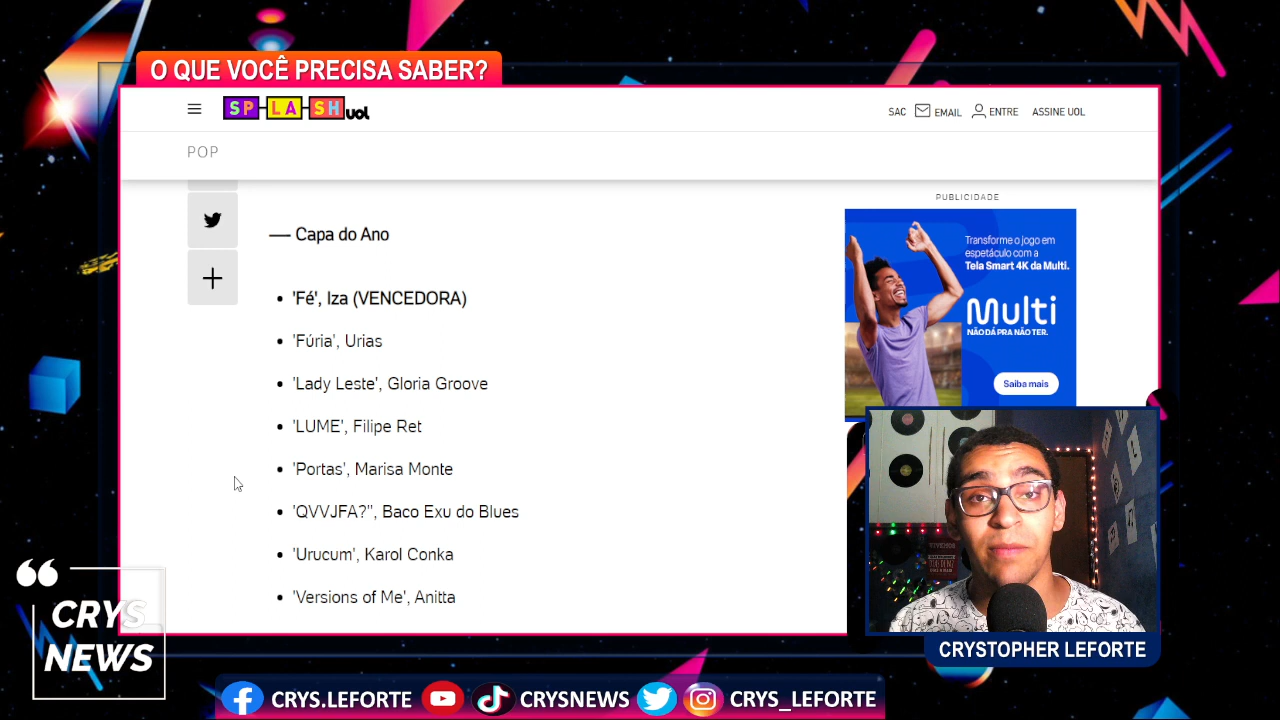 O QUE VOCÊ PRECISA SABER?
SPLASH uol
SAC EMAIL ENTRE ASSINE UOL
POP
PUBLICIDADE
— Capa do Ano
Transforme o jogo em
espetáculo com a
Tela Smart 4K da Multi.
Multi
NÃO DÁ PRA NÃO TER.
Saiba mais
• 'Fé', Iza (VENCEDORA)
• 'Fúria', Urias
• 'Lady Leste', Gloria Groove
• 'LUME', Filipe Ret
• 'Portas', Marisa Monte
• 'QVVJFA?", Baco Exu do Blues
• 'Urucum', Karol Conka
• 'Versions of Me', Anitta
CRYS
NEWS
CRYSTOPHER LEFORTE
CRYS.LEFORTE CRYSNEWS CRYS_LEFORTE